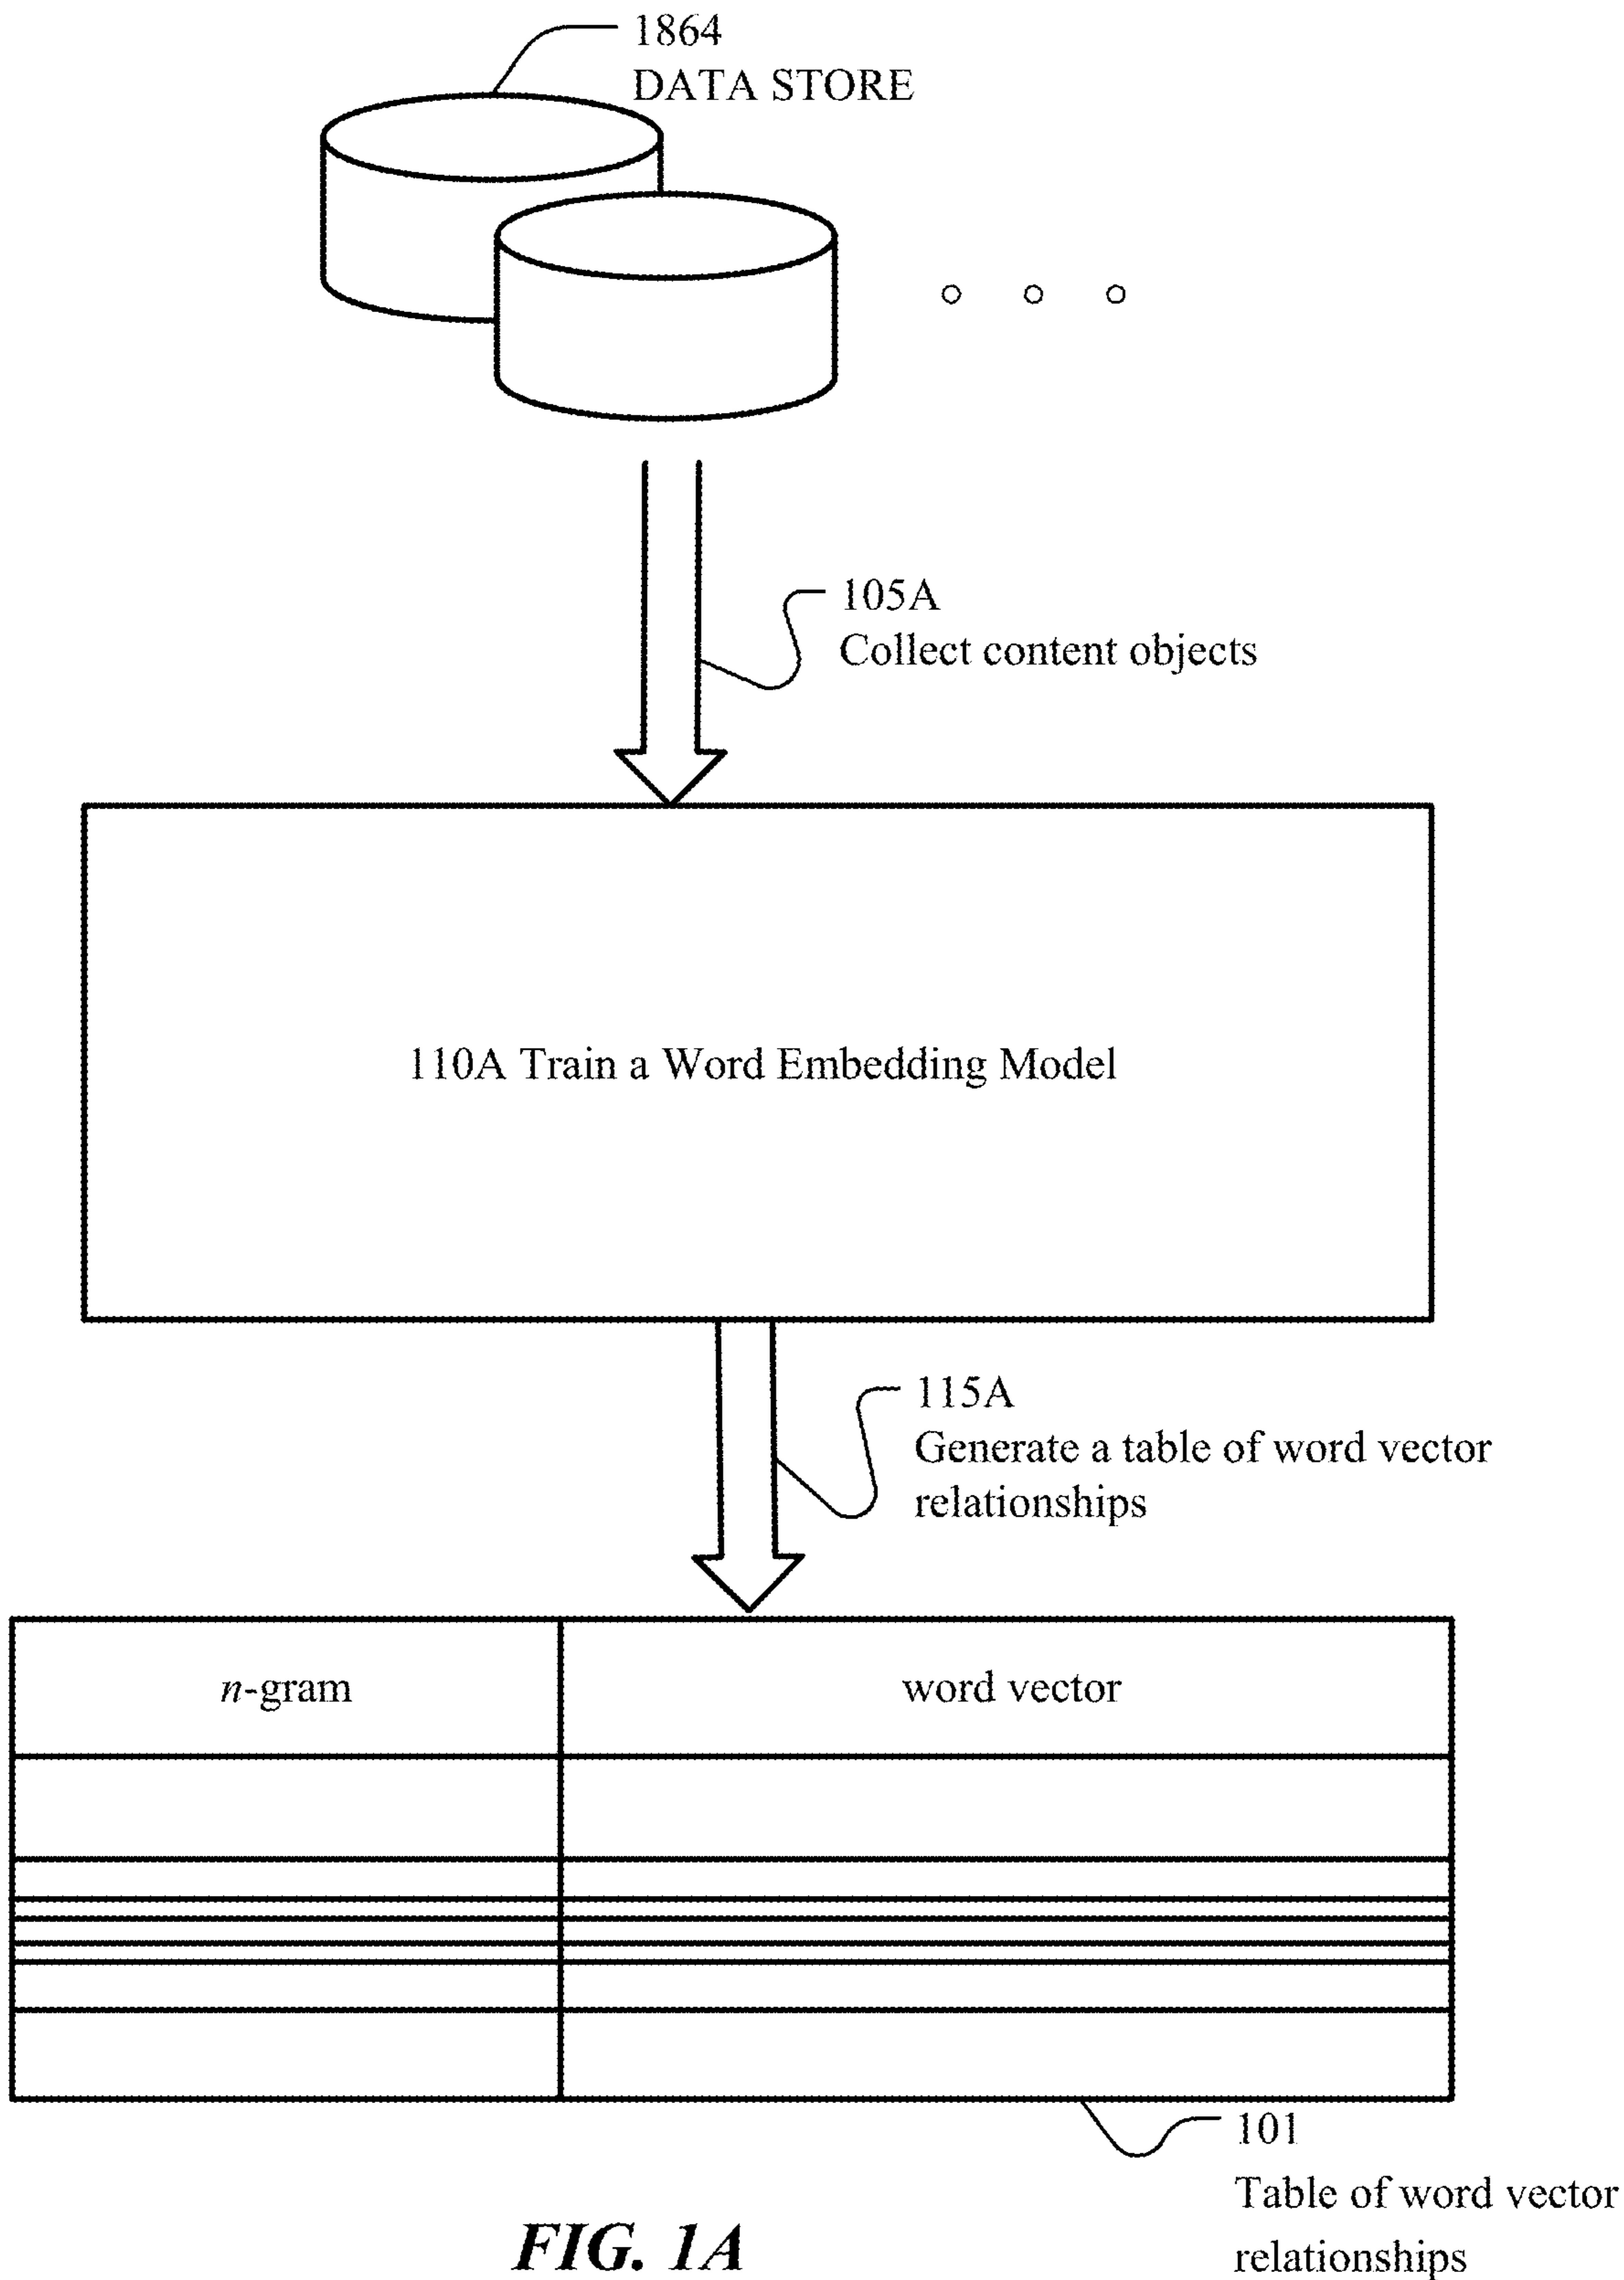 1864
DATA STORE
105A
Collect content objects
110A Train a Word Embedding Model
115A
Generate a table of word vector
relationships
n-gram
word vector
101
Table of word vector
relationships
FIG. 1A